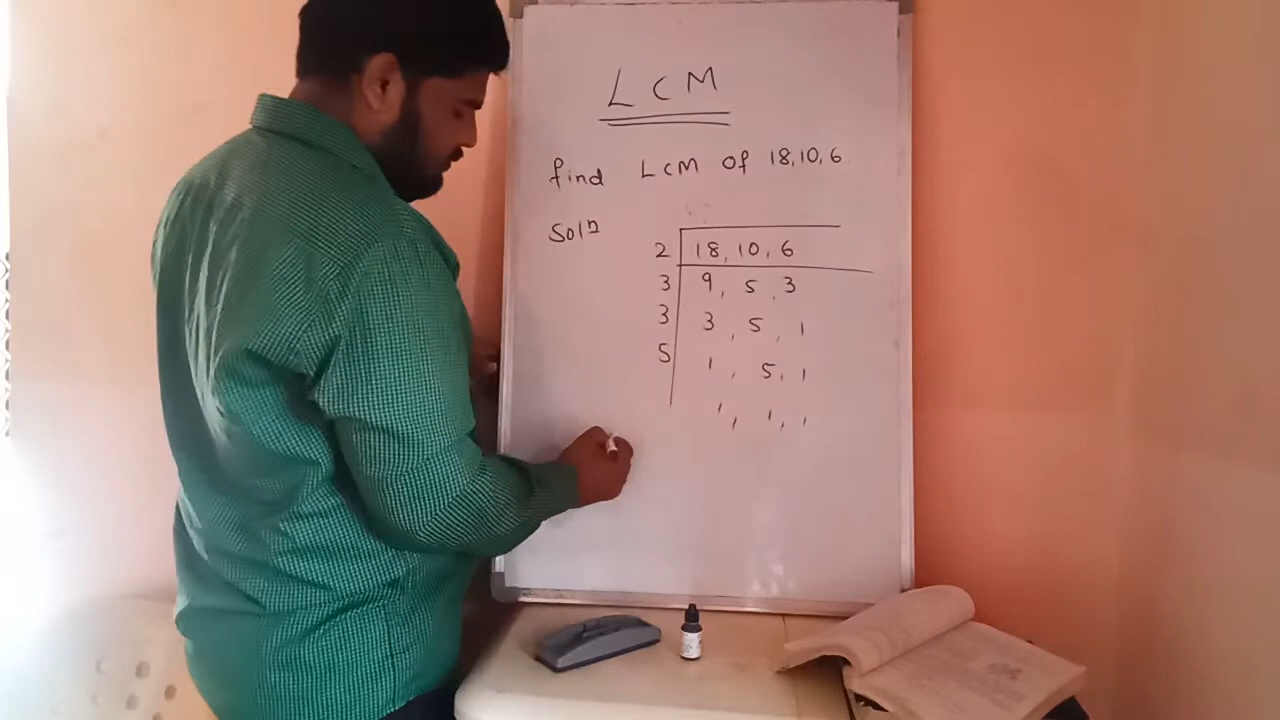 LCM
find LCM of 18,10,6.
Soln
2 18, 10, 6
3 9, 5, 3
3 3, 5, 1
5 1, 5, 1
1, 1, 1